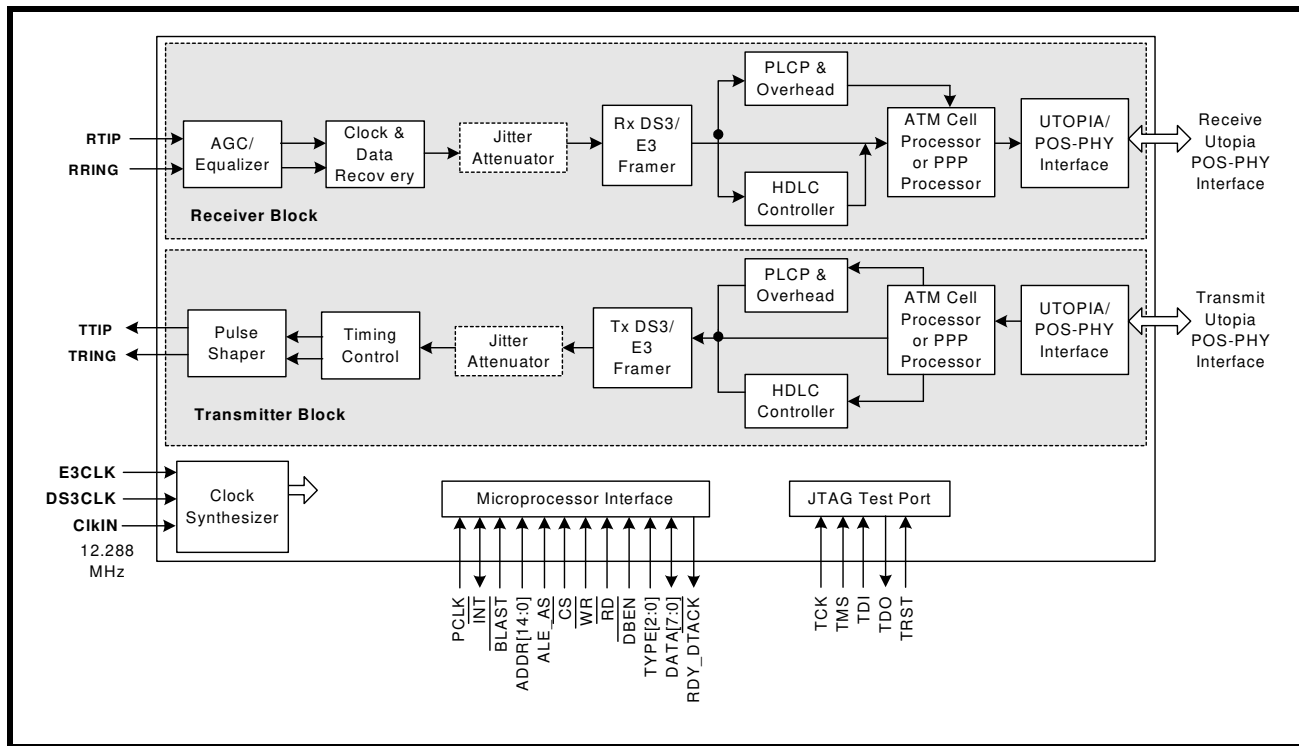 RTIP
RRING
AGC/
Equalizer
Clock &
Data
Recovery
Jitter
Attenuator
Rx DS3/
E3
Framer
PLCP &
Overhead
HDLC
Controller
ATM Cell
Processor
or PPP
Processor
UTOPIA/
POS-PHY
Interface
Receive
Utopia
POS-PHY
Interface
Receiver Block
TTIP
TRING
Pulse
Shaper
Timing
Control
Jitter
Attenuator
Tx DS3/
E3
Framer
PLCP &
Overhead
HDLC
Controller
ATM Cell
Processor
or PPP
Processor
UTOPIA/
POS-PHY
Interface
Transmit
Utopia
POS-PHY
Interface
Transmitter Block
E3CLK
DS3CLK
ClkIN
12.288
MHz
Clock
Synthesizer
Microprocessor Interface
PCLK
INT
BLAST
ADDR[14:0]
ALE_AS
CS
WR
RD
DBEN
TYPE[2:0]
DATA[7:0]
RDY_DTACK
JTAG Test Port
TCK
TMS
TDI
TDO
TRST